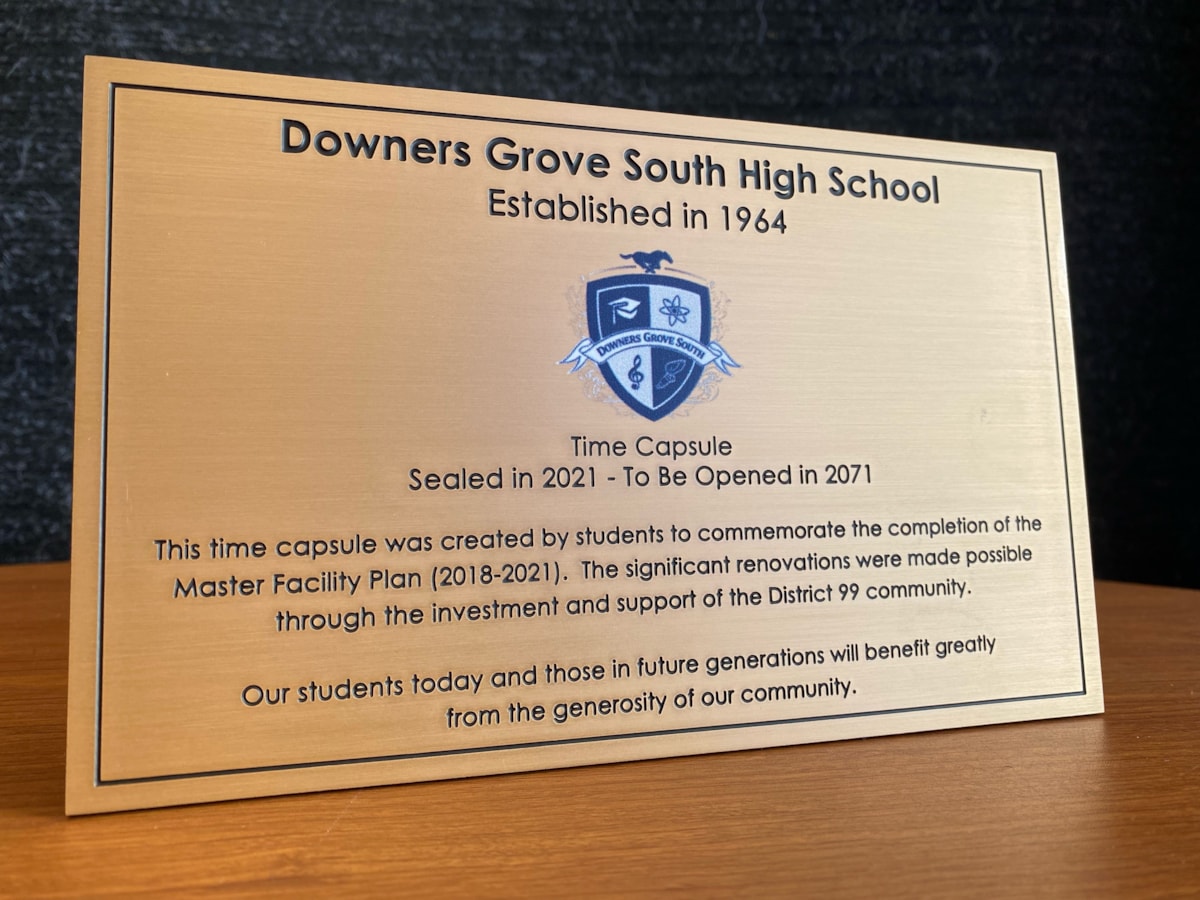 Downers Grove South High School
Established in 1964
DOWNERS GROVE SOUTH
Time Capsule
Sealed in 2021 - To Be Opened in 2071
This time capsule was created by students to commemorate the completion of the
Master Facility Plan (2018-2021).  The significant renovations were made possible
through the investment and support of the District 99 community.
Our students today and those in future generations will benefit greatly
from the generosity of our community.